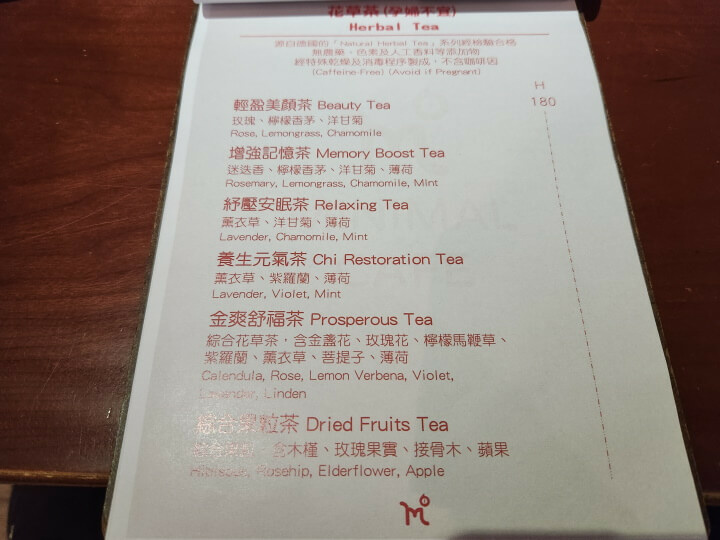 花草茶(孕婦不宜)
Herbal Tea
源自德國的「Natural Herbal Tea」系列經檢驗合格
無農藥、色素及人工香料等添加物
經特殊乾燥及消毒程序製成，不含咖啡因
(Caffeine-Free) (Avoid if Pregnant)
H
180
輕盈美顏茶 Beauty Tea
玫瑰、檸檬香茅、洋甘菊
Rose, Lemongrass, Chamomile
增強記憶茶 Memory Boost Tea
迷迭香、檸檬香茅、洋甘菊、薄荷
Rosemary, Lemongrass, Chamomile, Mint
紓壓安眠茶 Relaxing Tea
薰衣草、洋甘菊、薄荷
Lavender, Chamomile, Mint
養生元氣茶 Chi Restoration Tea
薰衣草、紫羅蘭、薄荷
Lavender, Violet, Mint
金爽舒福茶 Prosperous Tea
綜合花草茶，含金盞花、玫瑰花、檸檬馬鞭草、
紫羅蘭、薰衣草、菩提子、薄荷
Calendula, Rose, Lemon Verbena, Violet,
Lavender, Linden
綜合果粒茶 Dried Fruits Tea
含木槿、玫瑰果實、接骨木、蘋果
Hibiscus, Rosehip, Elderflower, Apple